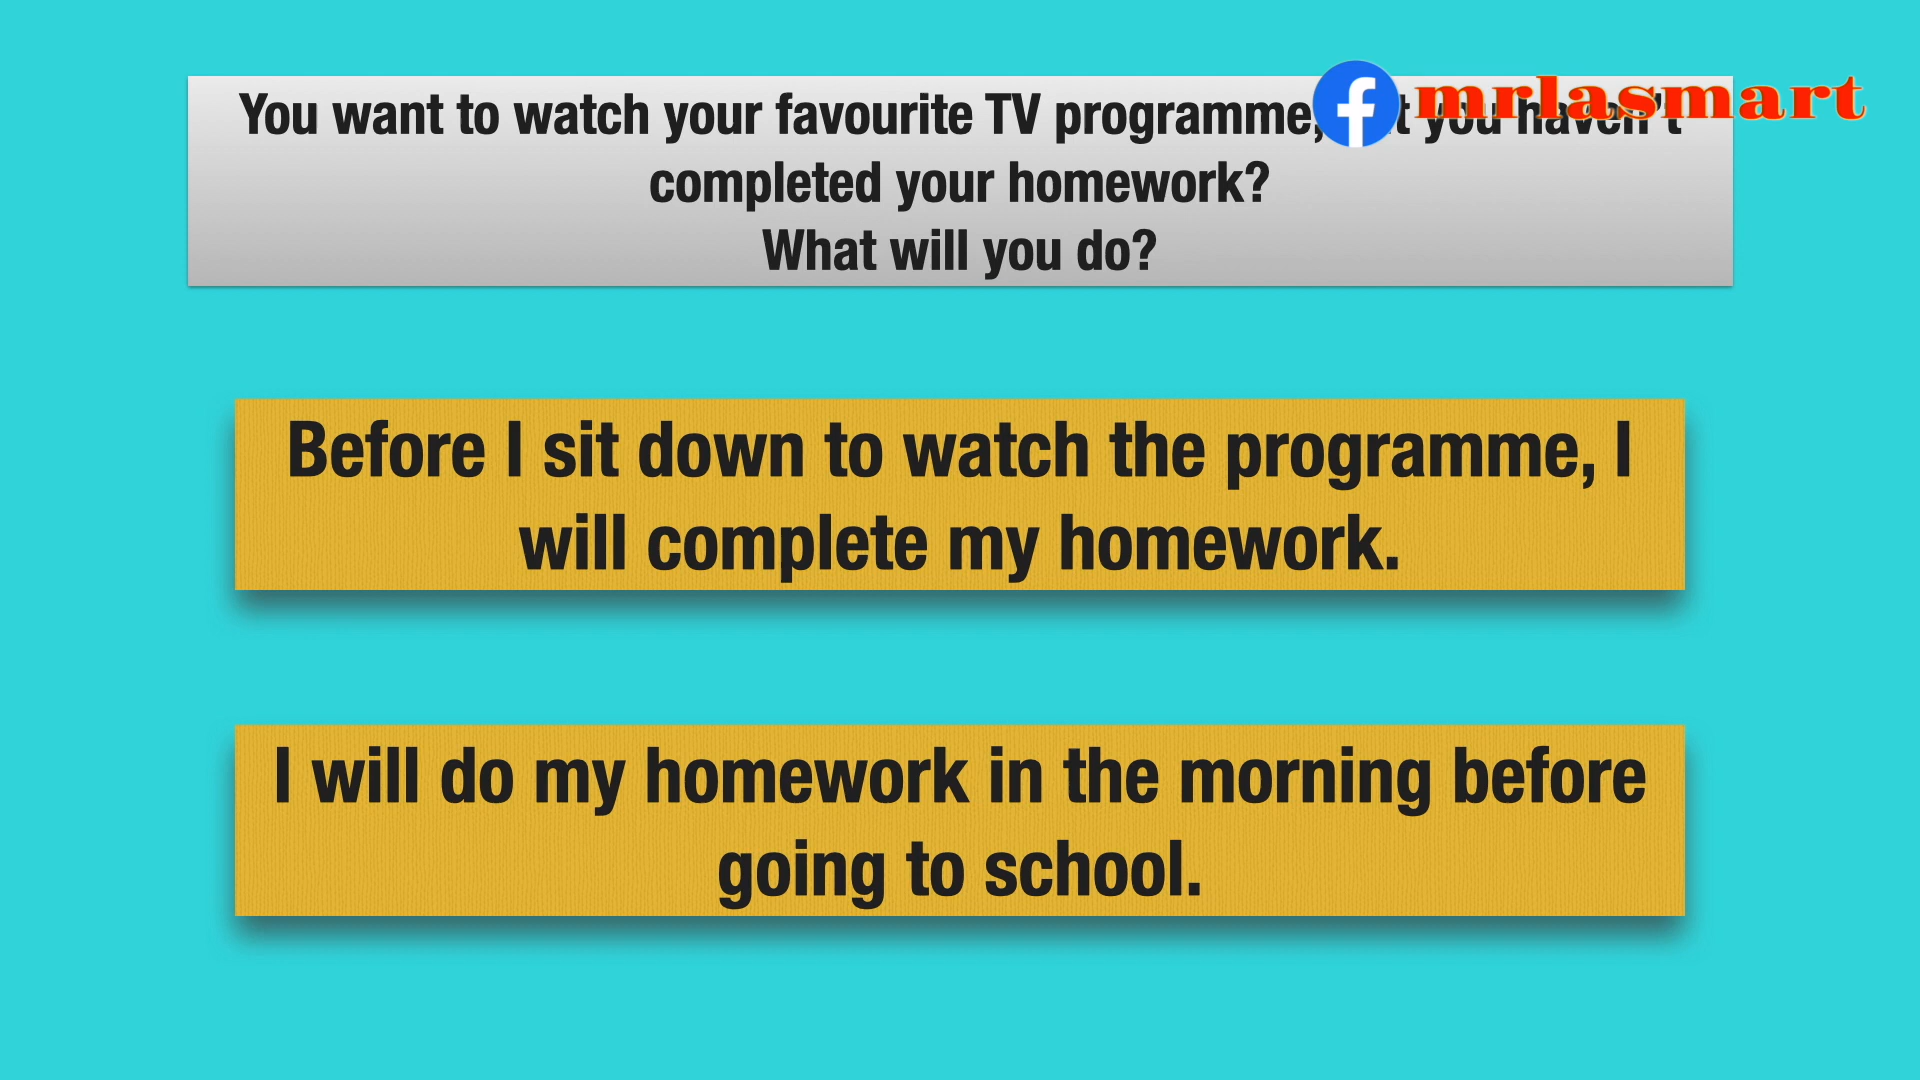 You want to watch your favourite TV programme, you haven't
mrlasmart
completed your homework?
What will you do?
Before I sit down to watch the programme, I
will complete my homework.
I will do my homework in the morning before
going to school.